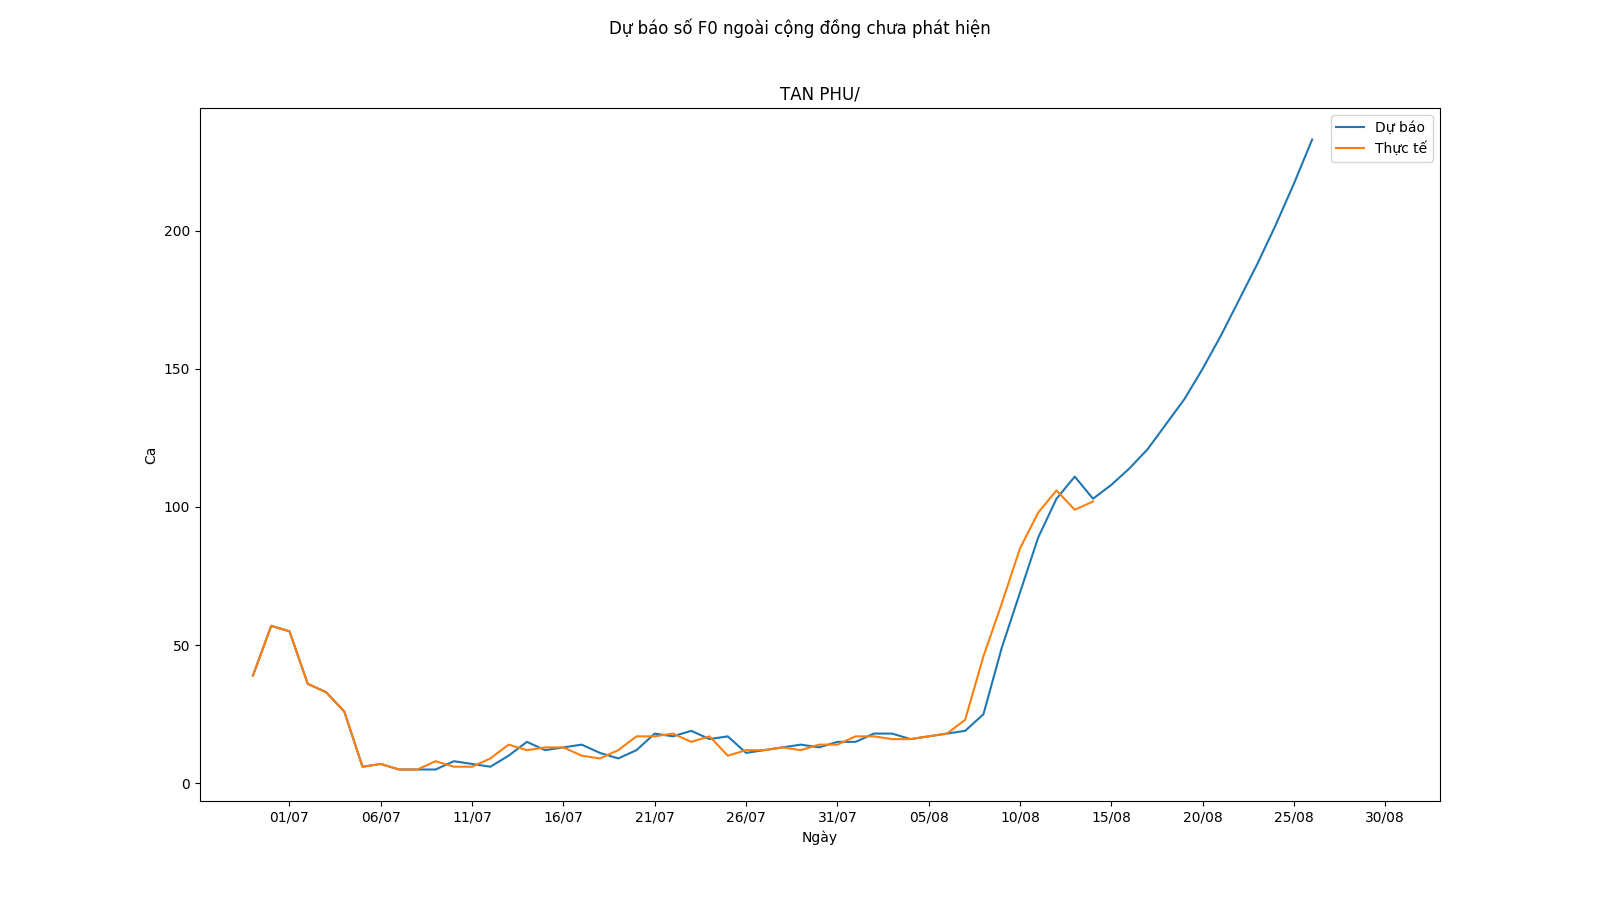 Dự báo số F0 ngoài cộng đồng chưa phát hiện
TAN PHU/
Dự báo
Thực tế
Ca
200
150
100
50
0
01/07 06/07 11/07 16/07 21/07 26/07 31/07 05/08 10/08 15/08 20/08 25/08 30/08
Ngày